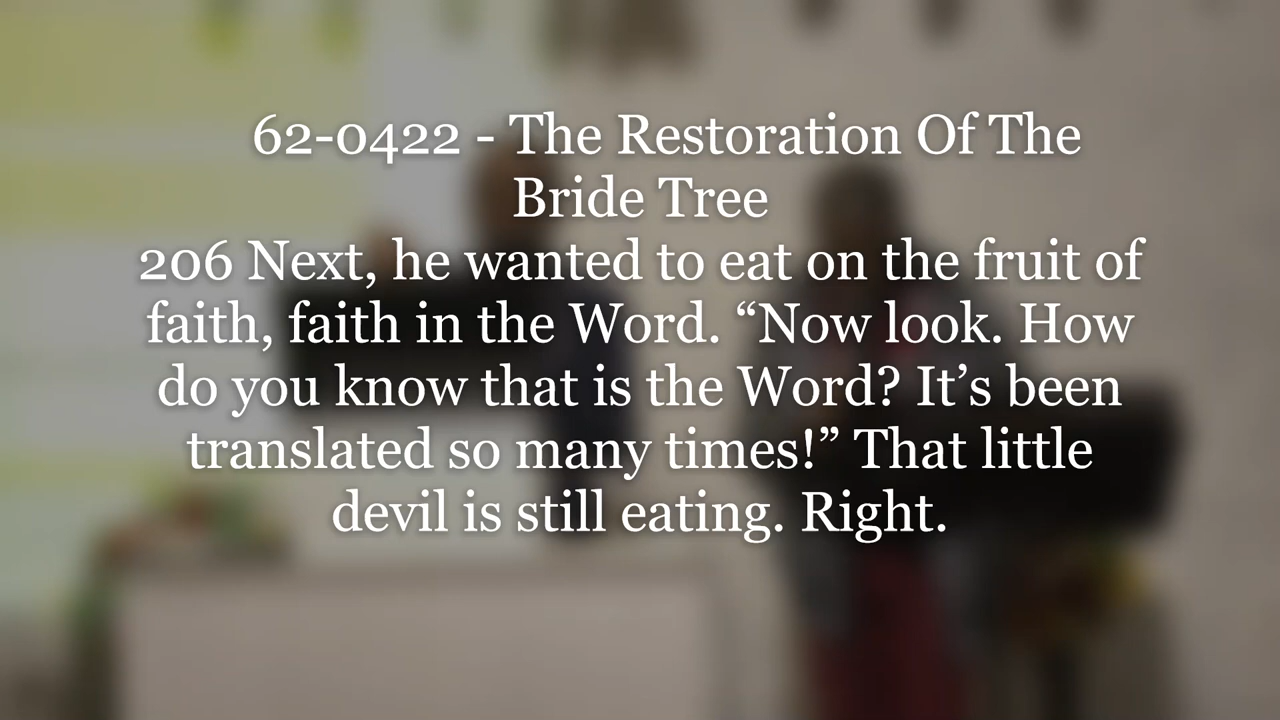 62-0422 - The Restoration Of The
Bride Tree
206 Next, he wanted to eat on the fruit of
faith, faith in the Word. “Now look. How
do you know that is the Word? It’s been
translated so many times!” That little
devil is still eating. Right.